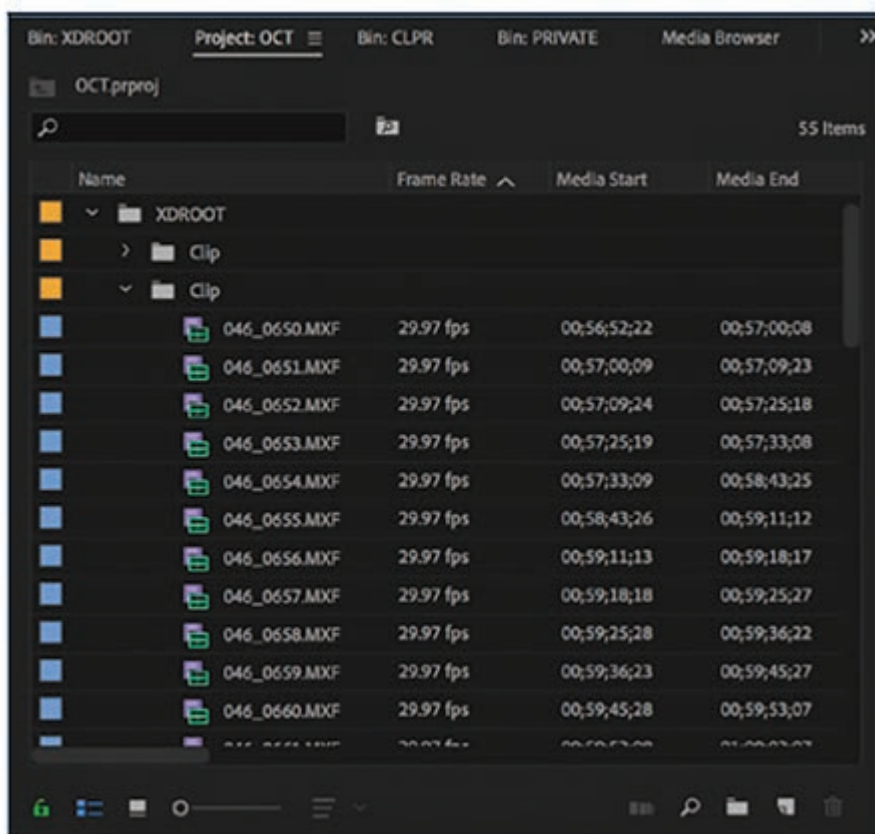 Bin: XDROOT Project: OCT Bin: CLPR Bin: PRIVATE Media Browser
OCT.prproj
55 Items
Name Frame Rate Media Start Media End
XDROOT
Clip
Clip
046_0650.MXF 29.97 fps 00;56;52;22 00;57;00;08
046_0651.MXF 29.97 fps 00;57;00;09 00;57;09;23
046_0652.MXF 29.97 fps 00;57;09;24 00;57;25;18
046_0653.MXF 29.97 fps 00;57;25;19 00;57;33;08
046_0654.MXF 29.97 fps 00;57;33;09 00;58;43;25
046_0655.MXF 29.97 fps 00;58;43;26 00;59;11;12
046_0656.MXF 29.97 fps 00;59;11;13 00;59;18;17
046_0657.MXF 29.97 fps 00;59;18;18 00;59;25;27
046_0658.MXF 29.97 fps 00;59;25;28 00;59;36;22
046_0659.MXF 29.97 fps 00;59;36;23 00;59;45;27
046_0660.MXF 29.97 fps 00;59;45;28 00;59;53;07